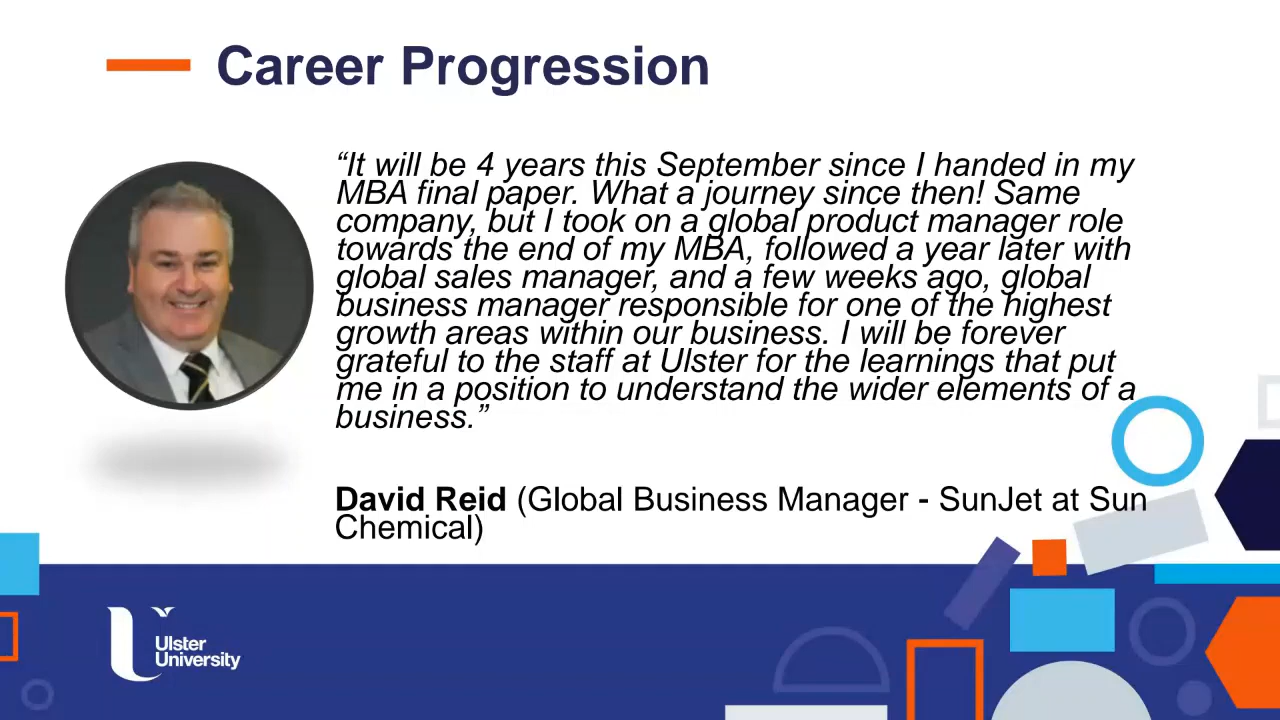 Career Progression
“It will be 4 years this September since I handed in my
MBA final paper. What a journey since then! Same
company, but I took on a global product manager role
towards the end of my MBA, followed a year later with
global sales manager, and a few weeks ago, global
business manager responsible for one of the highest
growth areas within our business. I will be forever
grateful to the staff at Ulster for the learnings that put
me in a position to understand the wider elements of a
business.”
David Reid (Global Business Manager - SunJet at Sun
Chemical)
Ulster
University